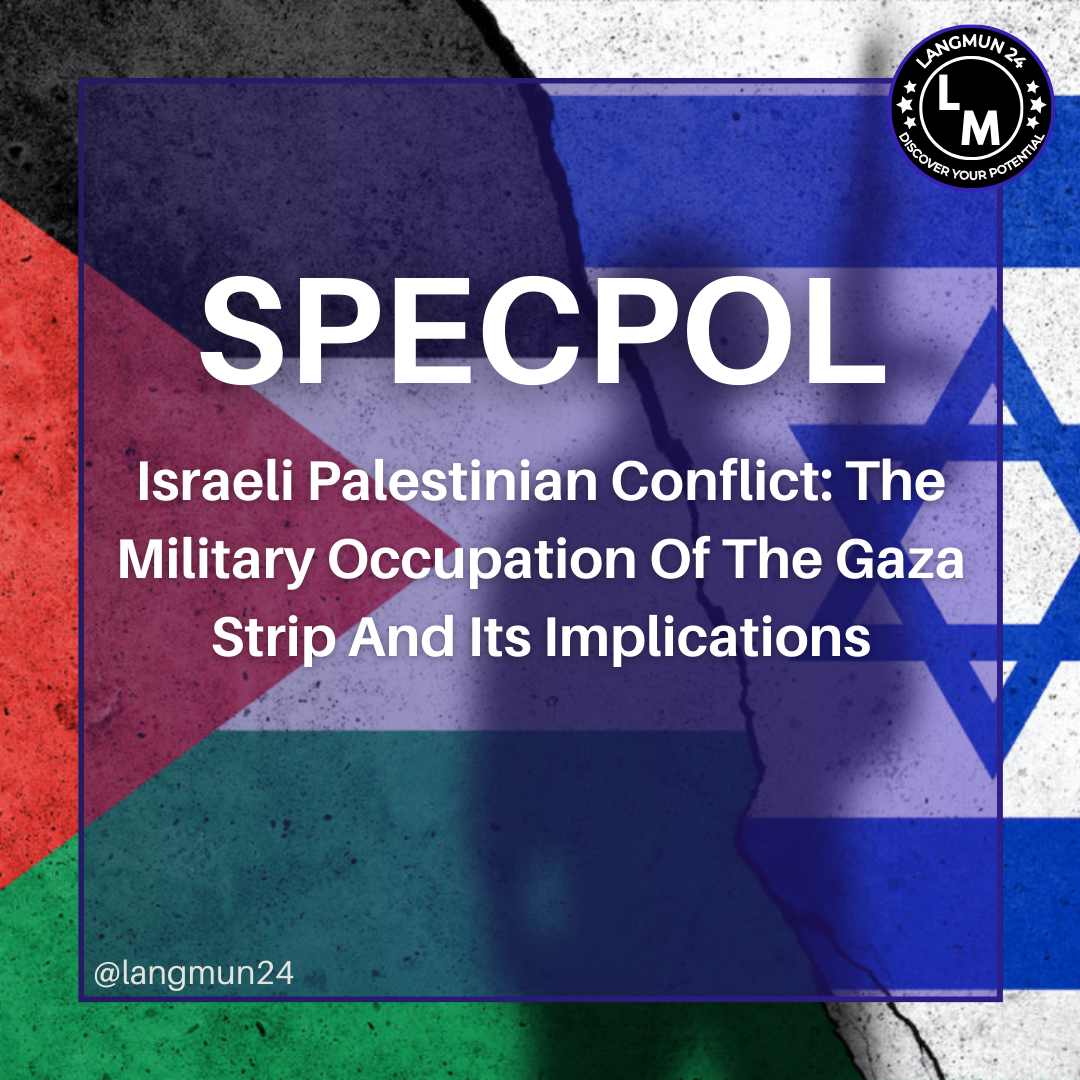 LANGMUN 24
L
M
DISCOVER YOUR POTENTIAL
SPECPOL
Israeli Palestinian Conflict: The
Military Occupation Of The Gaza
Strip And Its Implications
@langmun24